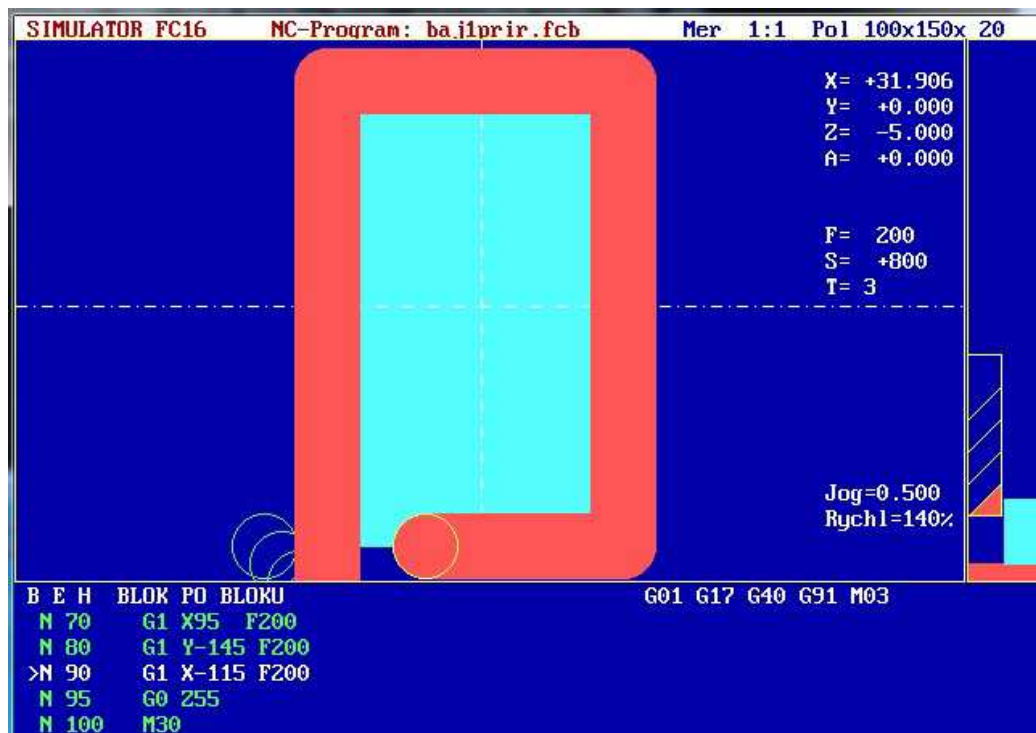 SIMULATOR FC16 NC-Program: baj1prir.fcb Mer 1:1 Pol 100x150x 20
X= +31.906
Y= +0.000
Z= -5.000
A= +0.000
F= 200
S= +800
T= 3
Jog=0.500
Rychl=140%
B E H BLOK PO BLOKU G01 G17 G40 G91 M03
N 70 G1 X95 F200
N 80 G1 Y-145 F200
>N 90 G1 X-115 F200
N 95 G0 Z55
N 100 M30